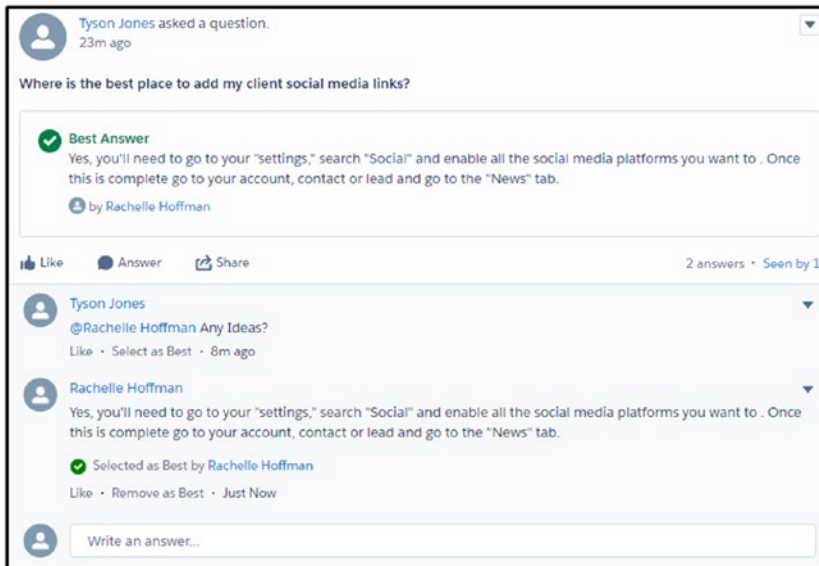 Tyson Jones asked a question.
23m ago
Where is the best place to add my client social media links?
Best Answer
Yes, you'll need to go to your "settings," search "Social" and enable all the social media platforms you want to . Once
this is complete go to your account, contact or lead and go to the "News" tab.
by Rachelle Hoffman
Like Answer Share 2 answers • Seen by 1
Tyson Jones
@Rachelle Hoffman Any Ideas?
Like • Select as Best • 8m ago
Rachelle Hoffman
Yes, you'll need to go to your "settings," search "Social" and enable all the social media platforms you want to . Once
this is complete go to your account, contact or lead and go to the "News" tab.
Selected as Best by Rachelle Hoffman
Like • Remove as Best • Just Now
Write an answer...